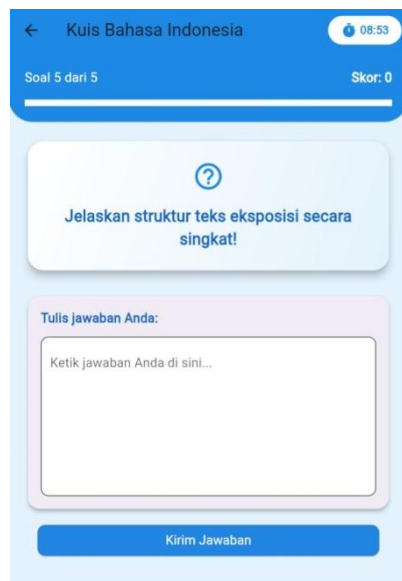 Kuis Bahasa Indonesia
08:53
Soal 5 dari 5
Skor: 0
Jelaskan struktur teks eksposisi secara
singkat!
Tulis jawaban Anda:
Ketik jawaban Anda di sini...
Kirim Jawaban